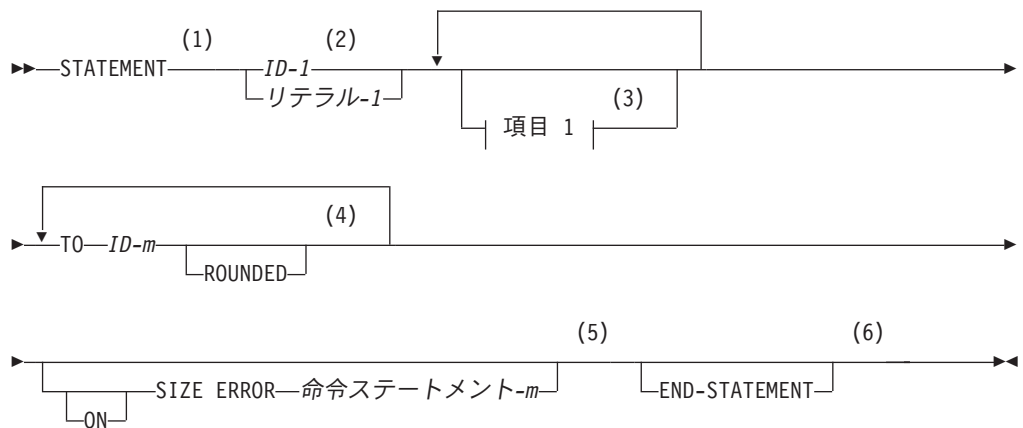 (1) (2)
STATEMENT ID-1
リテラル-1 (3)
項目 1
(4)
TO ID-m
ROUNDED
(5) (6)
SIZE ERROR 命令ステートメント-m END-STATEMENT
ON